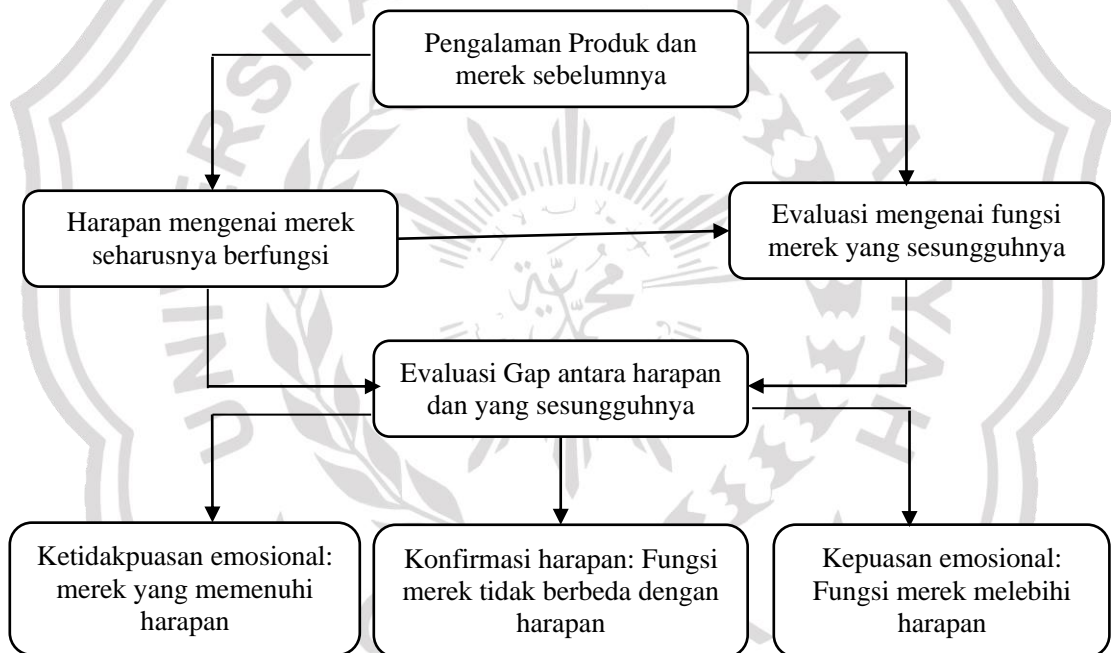 Pengalaman Produk dan
merek sebelumnya
Harapan mengenai merek
seharusnya berfungsi
Evaluasi mengenai fungsi
merek yang sesungguhnya
Evaluasi Gap antara harapan
dan yang sesungguhnya
Ketidakpuasan emosional:
merek yang memenuhi
harapan
Konfirmasi harapan: Fungsi
merek tidak berbeda dengan
harapan
Kepuasan emosional:
Fungsi merek melebihi
harapan